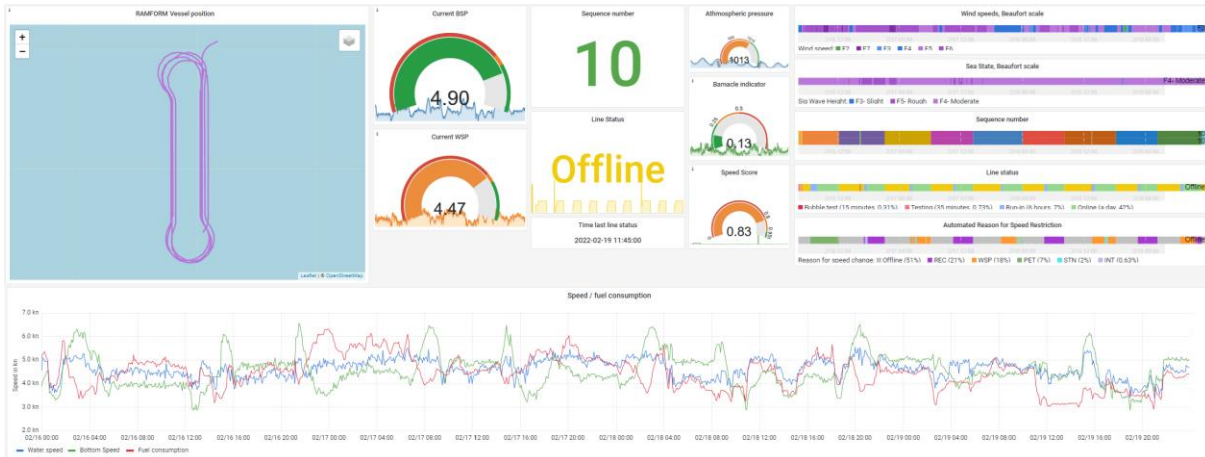 RAMFORM Vessel position
+
−
Leaflet | © OpenStreetMap
Current BSP
4.90
Current WSP
4.47
Sequence number
10
Line Status
Offline
Time last line status
2022-02-19 11:45:00
Athmospheric pressure
1013
Barnacle indicator
0.25
0.5
0.13
Speed Score
0.83
Wind speeds, Beaufort scale
Sea State, Beaufort scale
F4- Moderate
Sig Wave Height: F3- Slight F5- Rough F4- Moderate
Sequence number
Line status
Offline
Bubble test (15 minutes, 0.31%) Testing (35 minutes, 0.73%) Run-in (6 hours, 7%) Online (a day, 42%)
Automated Reason for Speed Restriction
Offline
Reason for speed change: Offline (51%) REC (21%) WSP (18%) PET (7%) STN (2%) INT (0.63%)
Speed / fuel consumption
Speed in kn
7.0 kn
6.0 kn
5.0 kn
4.0 kn
3.0 kn
2.0 kn
02/16 00:00 02/16 04:00 02/16 08:00 02/16 12:00 02/16 16:00 02/16 20:00 02/17 00:00 02/17 04:00 02/17 08:00 02/17 12:00 02/17 16:00 02/17 20:00 02/18 00:00 02/18 04:00 02/18 08:00 02/18 12:00 02/18 16:00 02/18 20:00 02/19 00:00 02/19 04:00 02/19 08:00 02/19 12:00 02/19 16:00 02/19 20:00
Water speed Bottom Speed Fuel consumption